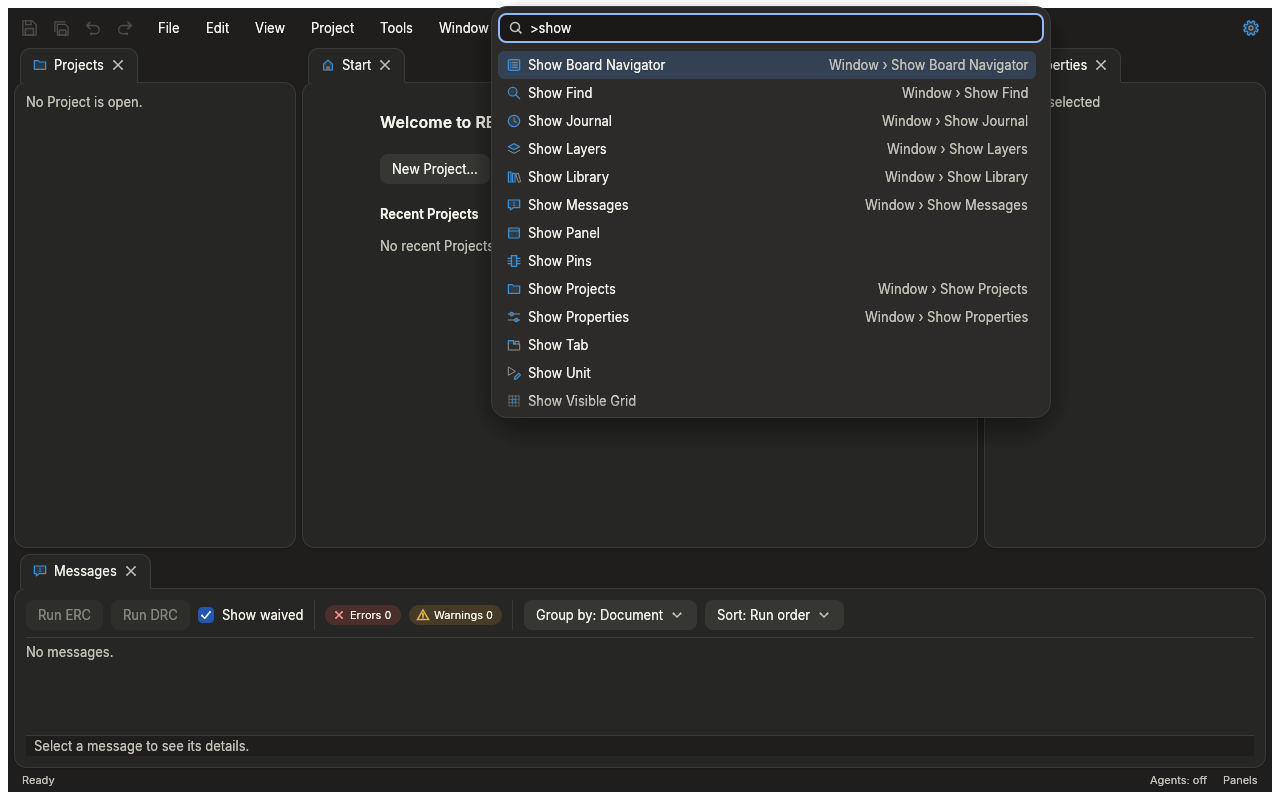 File Edit View Project Tools Window >show
Projects Start erties
No Project is open.
Welcome to RE
New Project...
Recent Projects
No recent Projects
Show Board Navigator Window › Show Board Navigator
Show Find Window › Show Find
Show Journal Window › Show Journal
Show Layers Window › Show Layers
Show Library Window › Show Library
Show Messages Window › Show Messages
Show Panel
Show Pins
Show Projects Window › Show Projects
Show Properties Window › Show Properties
Show Tab
Show Unit
Show Visible Grid
selected
Messages
Run ERC Run DRC Show waived Errors 0 Warnings 0 Group by: Document Sort: Run order
No messages.
Select a message to see its details.
Ready Agents: off Panels